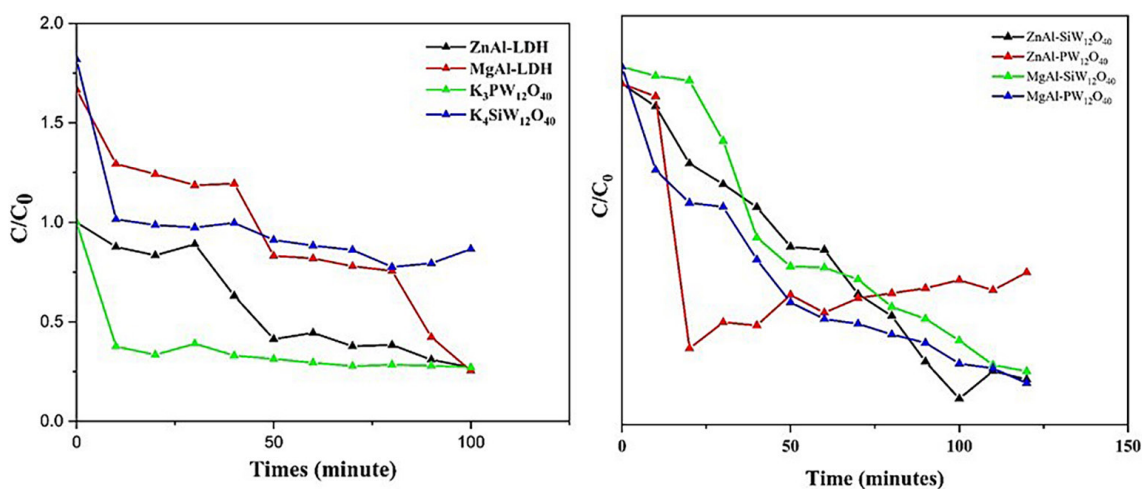 2.0
1.5
1.0
0.5
0.0
C/C₀
0
50
100
Times (minute)
ZnAl-LDH
MgAl-LDH
K₃PW₁₂O₄₀
K₄SiW₁₂O₄₀
C/C₀
0
50
100
150
Time (minutes)
ZnAl-SiW₁₂O₄₀
ZnAl-PW₁₂O₄₀
MgAl-SiW₁₂O₄₀
MgAl-PW₁₂O₄₀